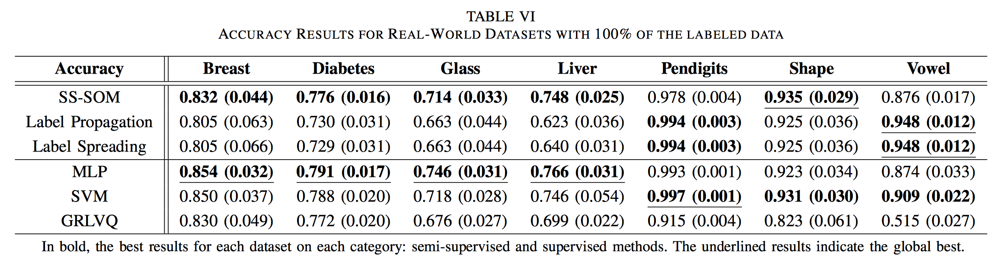 TABLE VI
ACCURACY RESULTS FOR REAL-WORLD DATASETS WITH 100% OF THE LABELED DATA
Accuracy Breast Diabetes Glass Liver Pendigits Shape Vowel
SS-SOM 0.832 (0.044) 0.776 (0.016) 0.714 (0.033) 0.748 (0.025) 0.978 (0.004) 0.935 (0.029) 0.876 (0.017)
Label Propagation 0.805 (0.063) 0.730 (0.031) 0.663 (0.044) 0.623 (0.036) 0.994 (0.003) 0.925 (0.036) 0.948 (0.012)
Label Spreading 0.805 (0.066) 0.729 (0.031) 0.663 (0.044) 0.640 (0.031) 0.994 (0.003) 0.925 (0.036) 0.948 (0.012)
MLP 0.854 (0.032) 0.791 (0.017) 0.746 (0.031) 0.766 (0.031) 0.993 (0.001) 0.923 (0.034) 0.874 (0.033)
SVM 0.850 (0.037) 0.788 (0.020) 0.718 (0.028) 0.746 (0.054) 0.997 (0.001) 0.931 (0.030) 0.909 (0.022)
GRLVQ 0.830 (0.049) 0.772 (0.020) 0.676 (0.027) 0.699 (0.022) 0.915 (0.004) 0.823 (0.061) 0.515 (0.027)
In bold, the best results for each dataset on each category: semi-supervised and supervised methods. The underlined results indicate the global best.